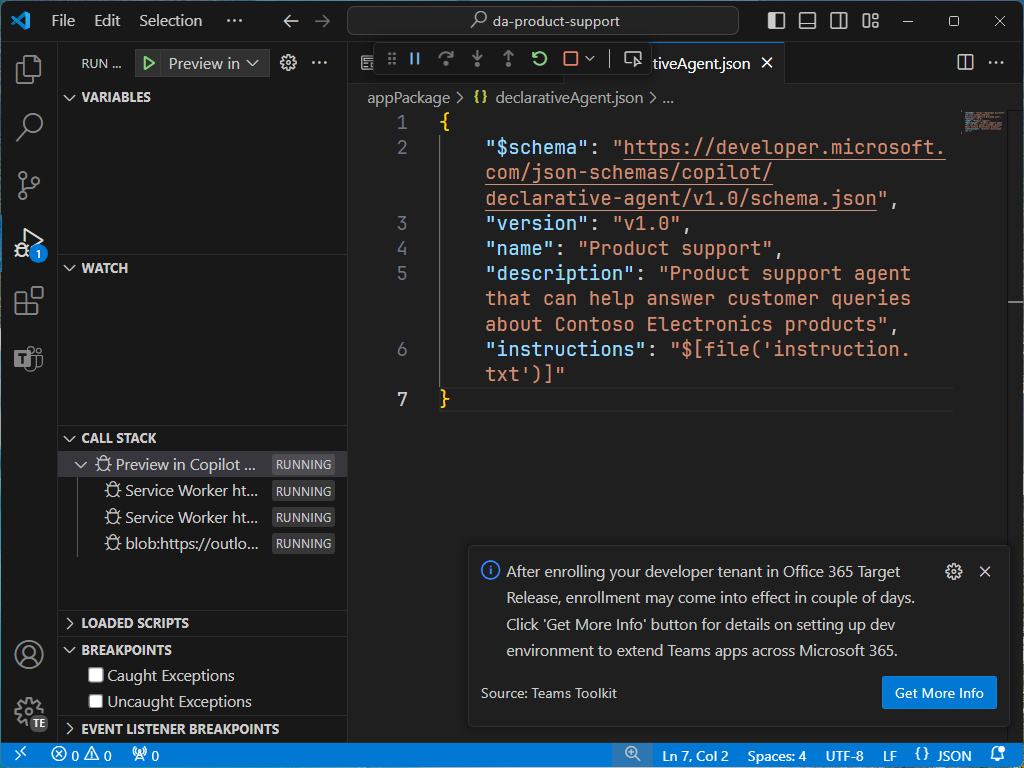 File Edit Selection ··· da-product-support
RUN ... Preview in ···
tiveAgent.json
VARIABLES
WATCH
CALL STACK
Preview in Copilot ... RUNNING
Service Worker ht... RUNNING
Service Worker ht... RUNNING
blob:https://outlo... RUNNING
LOADED SCRIPTS
BREAKPOINTS
Caught Exceptions
Uncaught Exceptions
EVENT LISTENER BREAKPOINTS
1
TE
appPackage > {} declarativeAgent.json > ...
1 {
2 "$schema": "https://developer.microsoft.
com/json-schemas/copilot/
declarative-agent/v1.0/schema.json",
3 "version": "v1.0",
4 "name": "Product support",
5 "description": "Product support agent
that can help answer customer queries
about Contoso Electronics products",
6 "instructions": "$[file('instruction.
txt')]"
7 }
After enrolling your developer tenant in Office 365 Target
Release, enrollment may come into effect in couple of days.
Click 'Get More Info' button for details on setting up dev
environment to extend Teams apps across Microsoft 365.
Source: Teams Toolkit Get More Info
0 0 0 Ln 7, Col 2 Spaces: 4 UTF-8 LF {} JSON